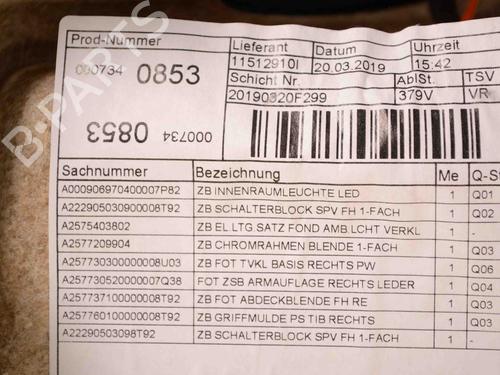 Prod-Nummer
Lieferant
Datum
Uhrzeit
11512910I
20.03.2019
15:42
000734 0853
Schicht Nr.
AblSt.
TSV
20190320F299
379V
VR
000734 0853
Sachnummer Bezeichnung Me Q-St
A000906970400007P82 ZB INNENRAUMLEUCHTE LED 1 Q01
A222905030900008T92 ZB SCHALTERBLOCK SPV FH 1-FACH 1 Q02
A2575403802 ZB EL LTG SATZ FOND AMB LCHT VERKL 1 -
A2577209904 ZB CHROMRAHMEN BLENDE 1-FACH 1 Q03
A257730300000008U03 ZB FOT TVKL BASIS RECHTS PW 1 Q06
A257730520000007Q38 FOT ZSB ARMAUFLAGE RECHTS LEDER 1 Q04
A257737100000008T92 ZB FOT ABDECKBLENDE FH RE 1 Q03
A257760100000008T92 ZB GRIFFMULDE PS TIB RECHTS 1 Q03
A22290503098T92 ZB SCHALTERBLOCK SPV FH 1-FACH 1 -
B-PARTS